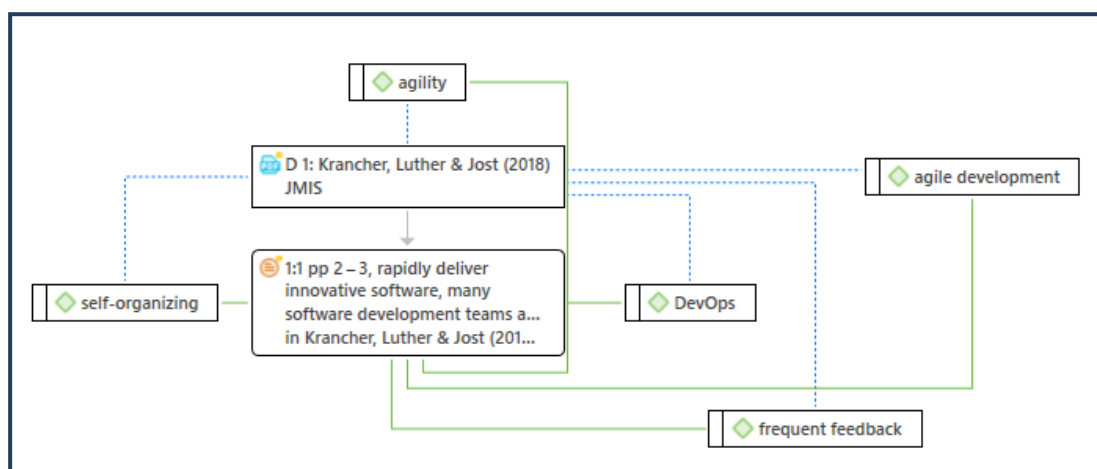 agility
D 1: Krancher, Luther & Jost (2018)
JMIS
agile development
1:1 pp 2 – 3, rapidly deliver
innovative software, many
software development teams a...
in Krancher, Luther & Jost (201...
self-organizing
DevOps
frequent feedback